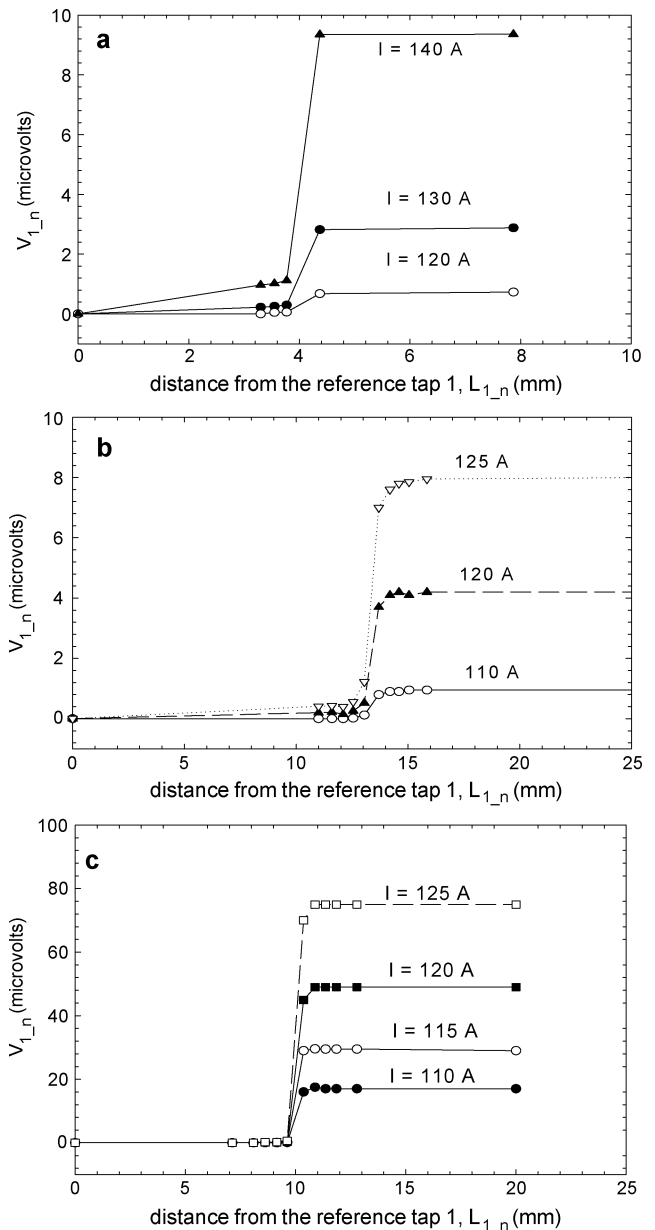 a
10
8
6
4
2
0
V1_n (microvolts)
I = 140 A
I = 130 A
I = 120 A
0 2 4 6 8 10
distance from the reference tap 1, L1_n (mm)
b
10
8
6
4
2
0
V1_n (microvolts)
125 A
120 A
110 A
0 5 10 15 20 25
distance from the reference tap 1, L1_n (mm)
c
100
80
60
40
20
0
V1_n (microvolts)
I = 125 A
I = 120 A
I = 115 A
I = 110 A
0 5 10 15 20 25
distance from the reference tap 1, L1_n (mm)